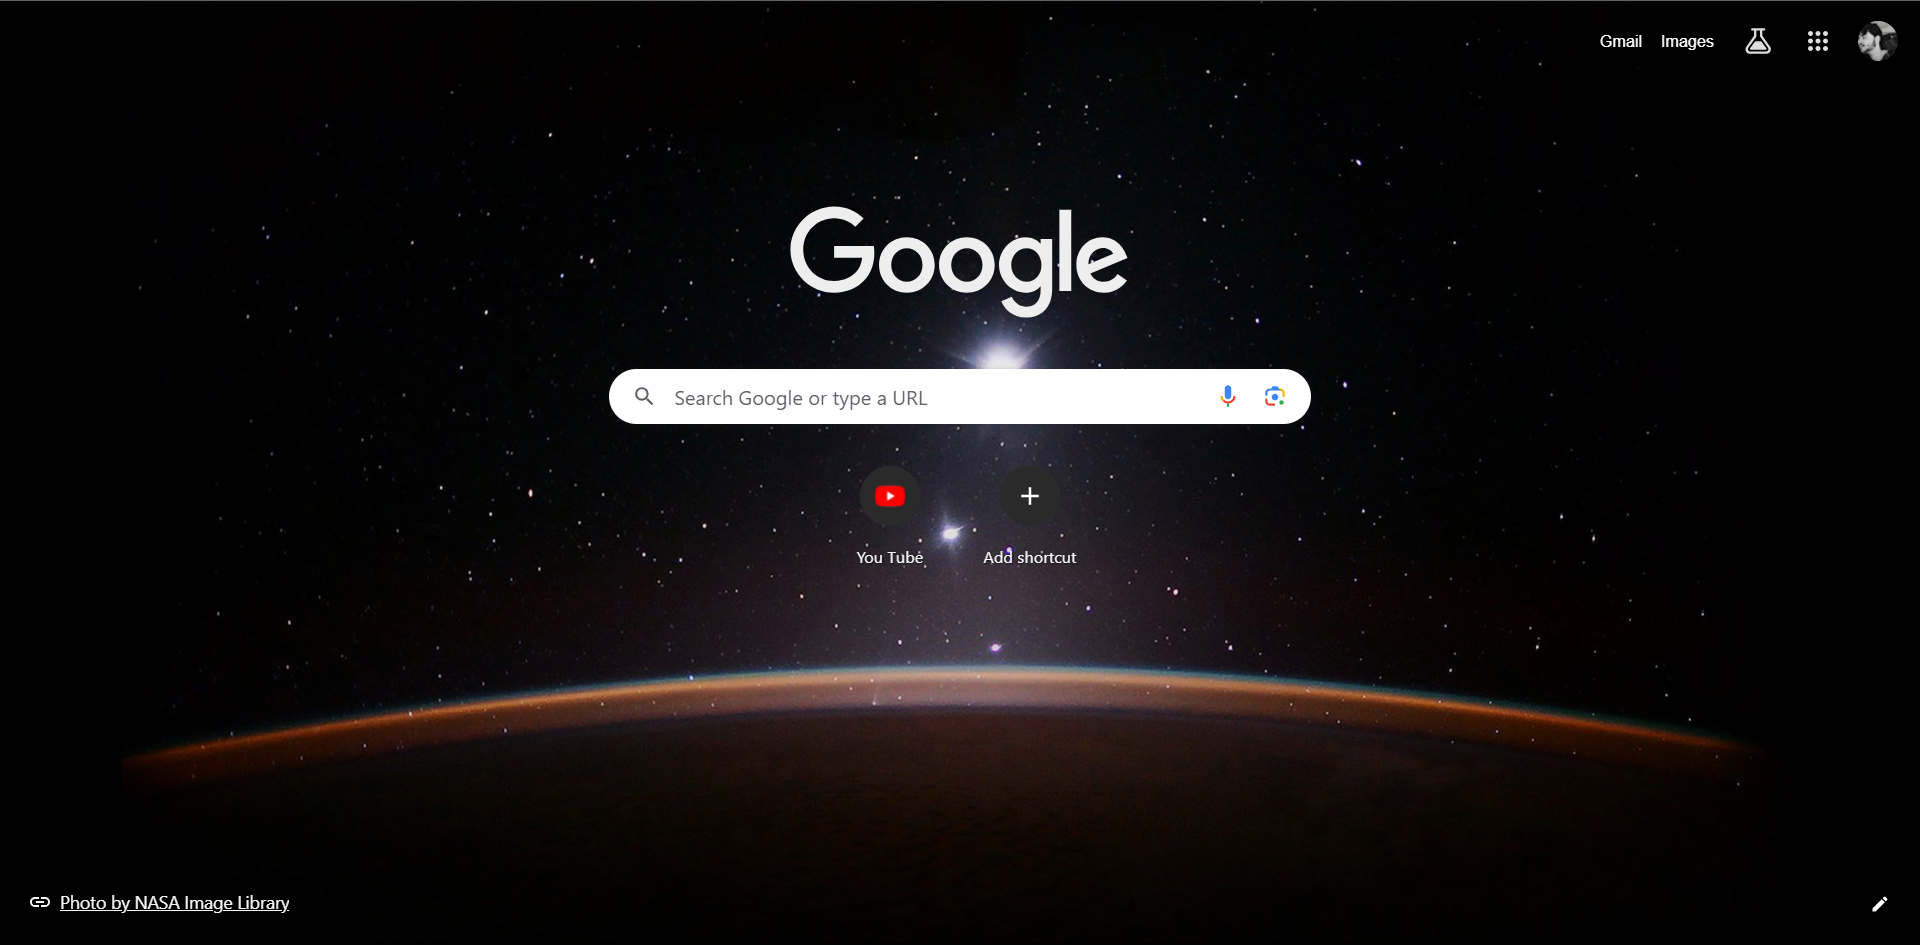 Gmail Images
Google
Search Google or type a URL
You Tube
Add shortcut
Photo by NASA Image Library